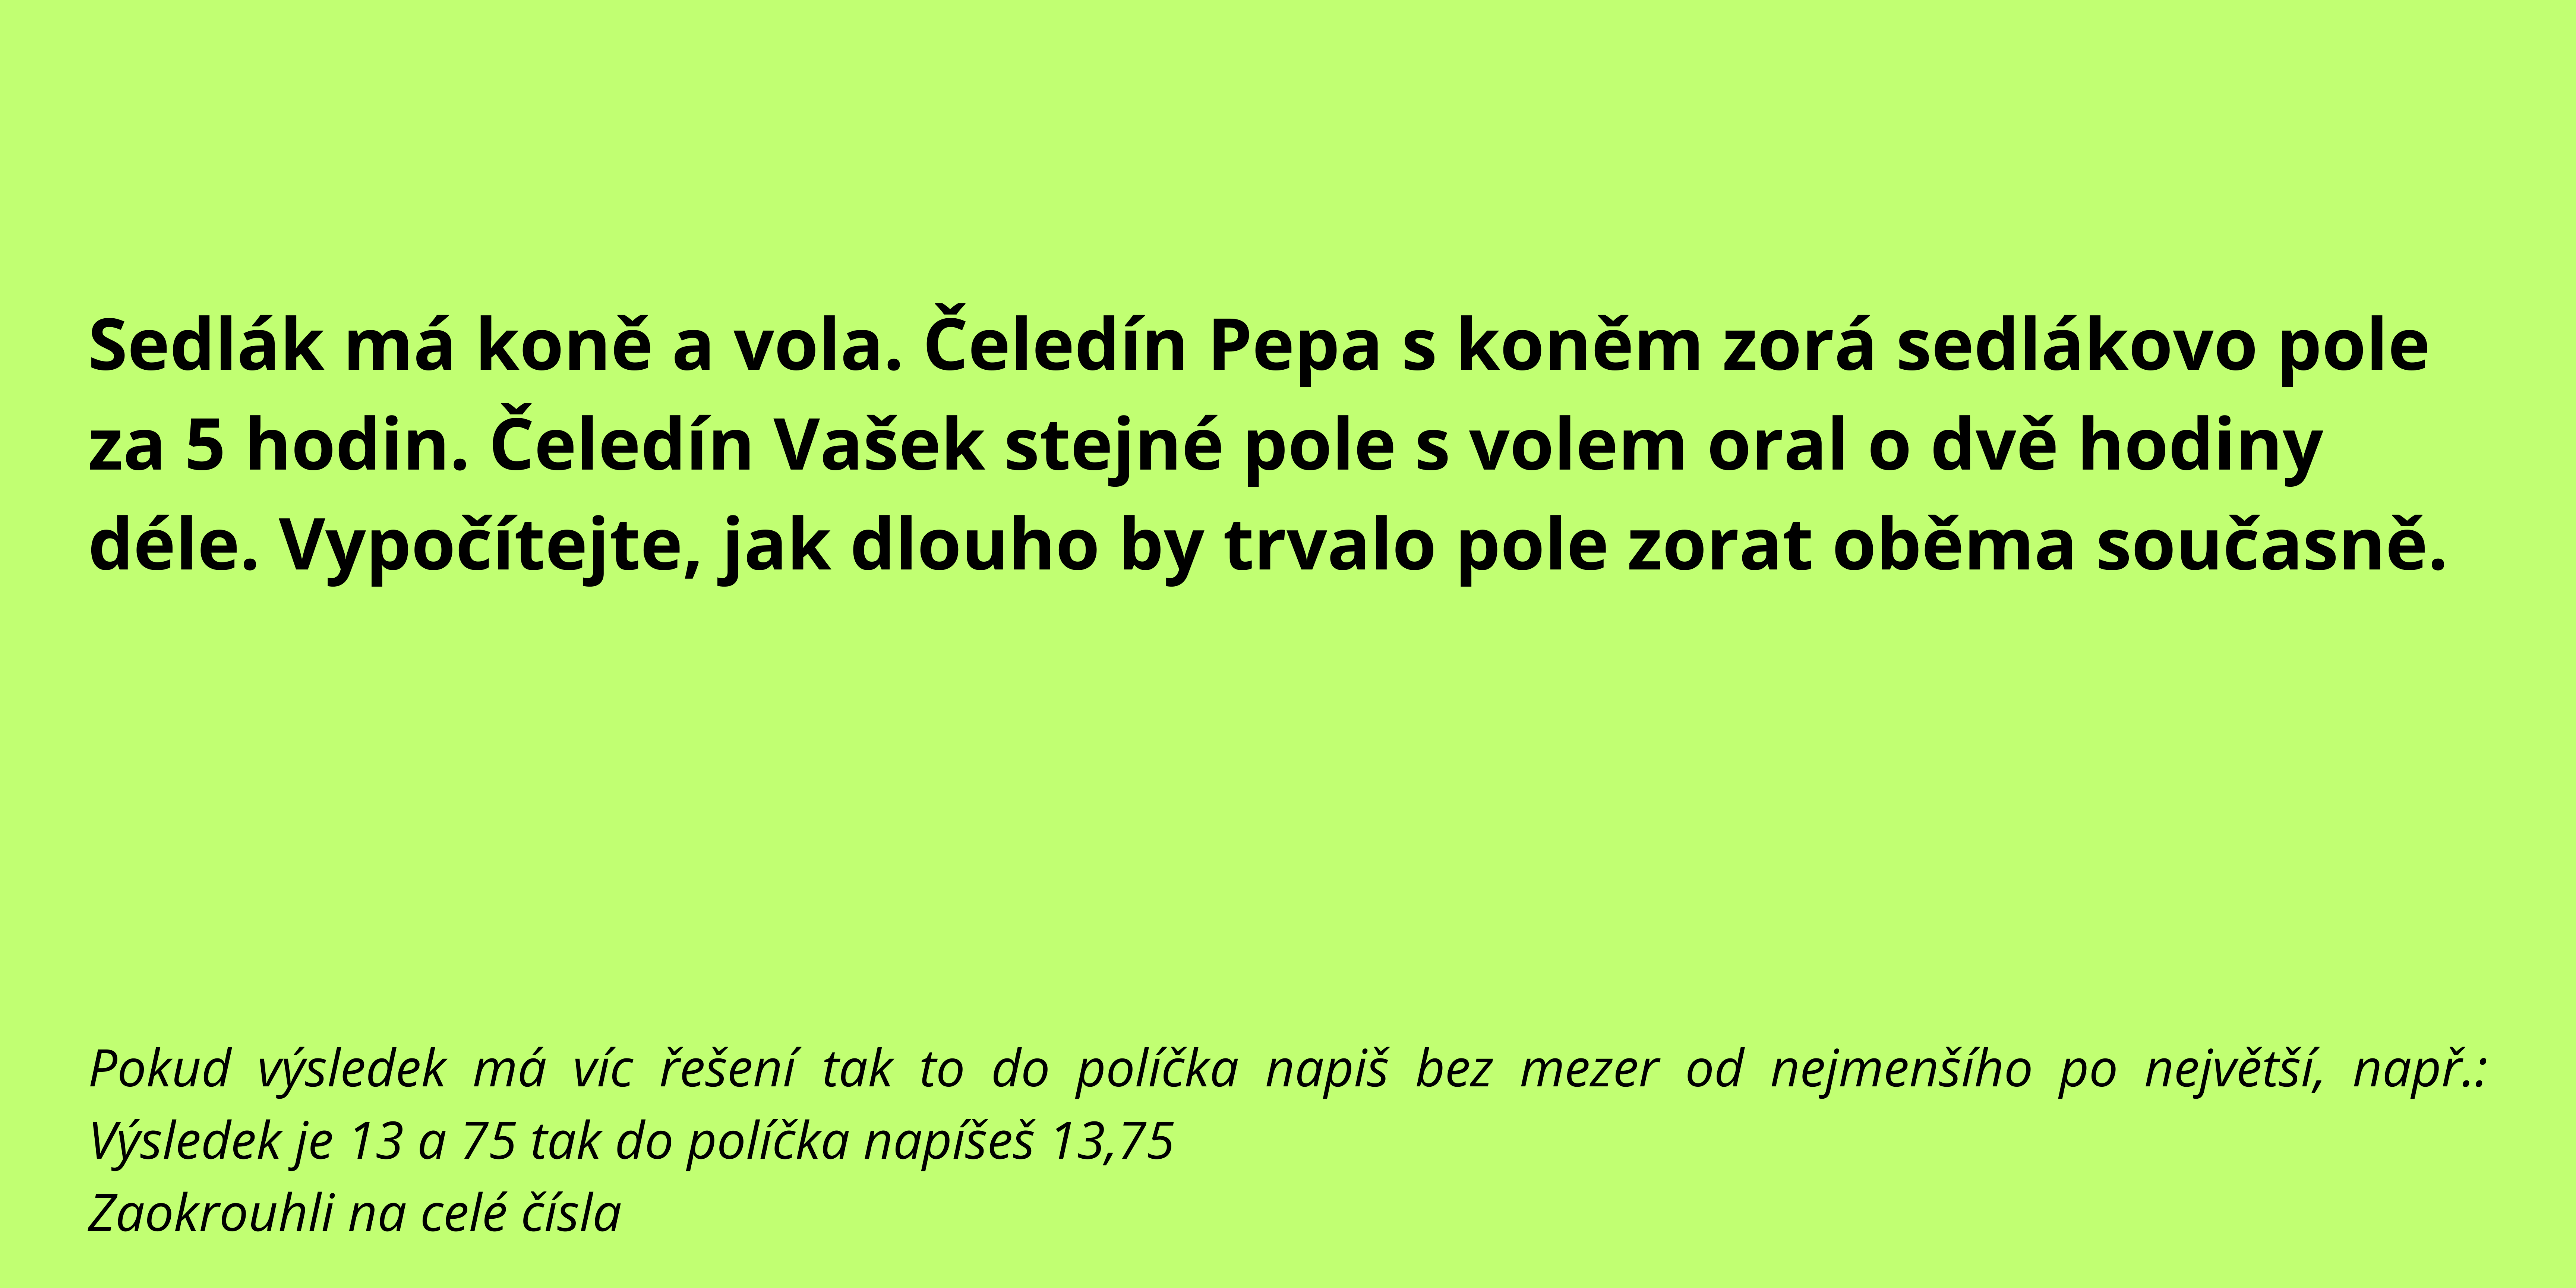 Sedlák má koně a vola. Čeledín Pepa s koněm zorá sedlákovo pole
za 5 hodin. Čeledín Vašek stejné pole s volem oral o dvě hodiny
déle. Vypočítejte, jak dlouho by trvalo pole zorat oběma současně.
Pokud výsledek má víc řešení tak to do políčka napiš bez mezer od nejmenšího po největší, např.:
Výsledek je 13 a 75 tak do políčka napíšeš 13,75
Zaokrouhli na celé čísla